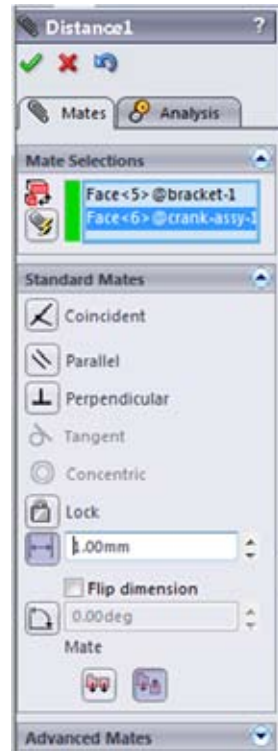 Distance1 ?
Mates Analysis
Mate Selections
Face<5>@bracket-1
Face<6>@crank-assy-1
Standard Mates
Coincident
Parallel
Perpendicular
Tangent
Concentric
Lock
1.00mm
Flip dimension
0.00deg
Mate
Advanced Mates